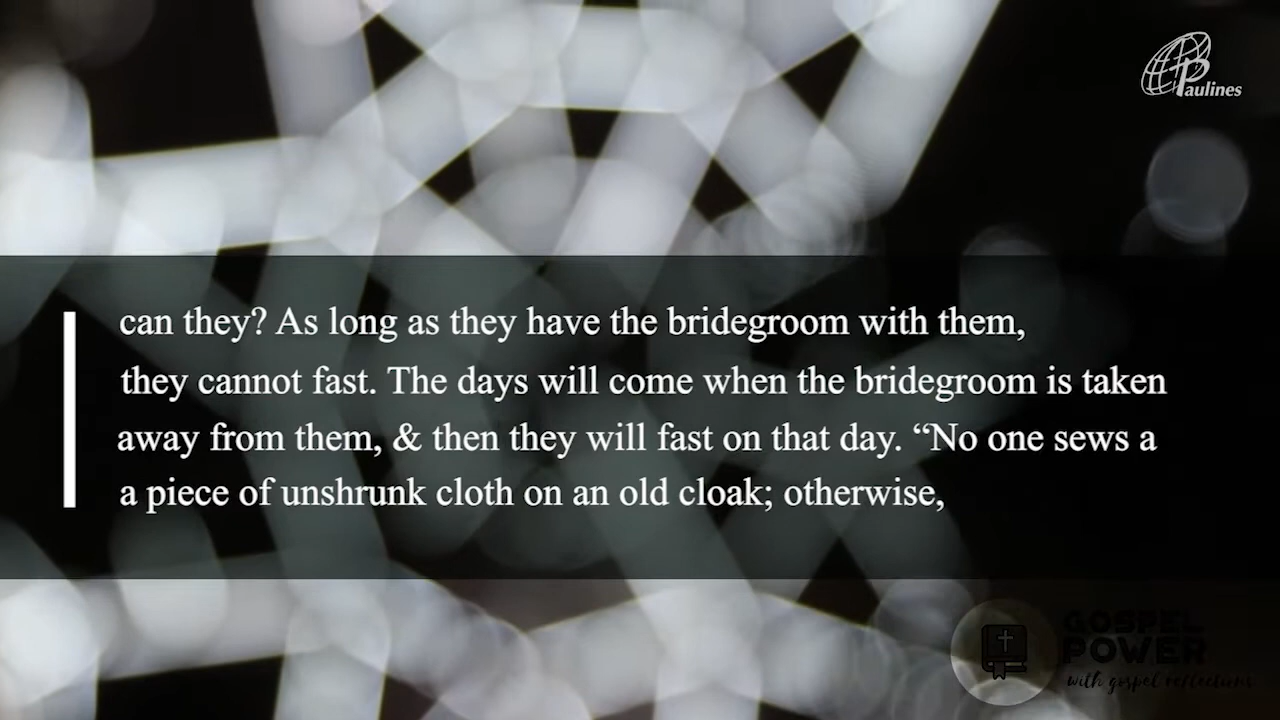 Paulines
can they? As long as they have the bridegroom with them,
they cannot fast. The days will come when the bridegroom is taken
away from them, & then they will fast on that day. “No one sews a
a piece of unshrunk cloth on an old cloak; otherwise,
GOSPEL
POWER
with gospel reflections